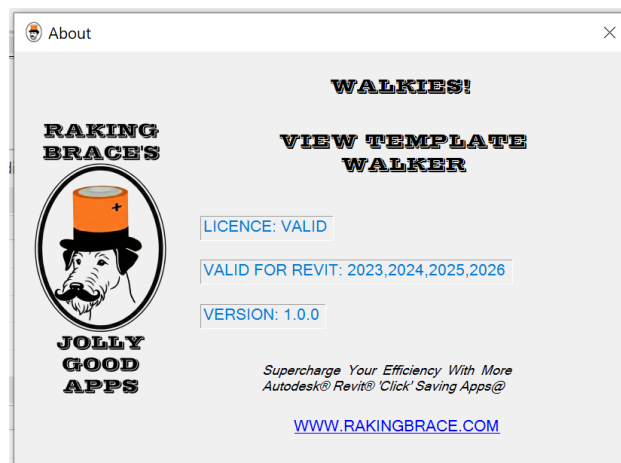 About
WALKIES!
RAKING
BRACE'S
VIEW TEMPLATE
WALKER
+
LICENCE: VALID
VALID FOR REVIT: 2023,2024,2025,2026
VERSION: 1.0.0
JOLLY
GOOD
APPS
Supercharge Your Efficiency With More
Autodesk® Revit® 'Click' Saving Apps@
WWW.RAKINGBRACE.COM